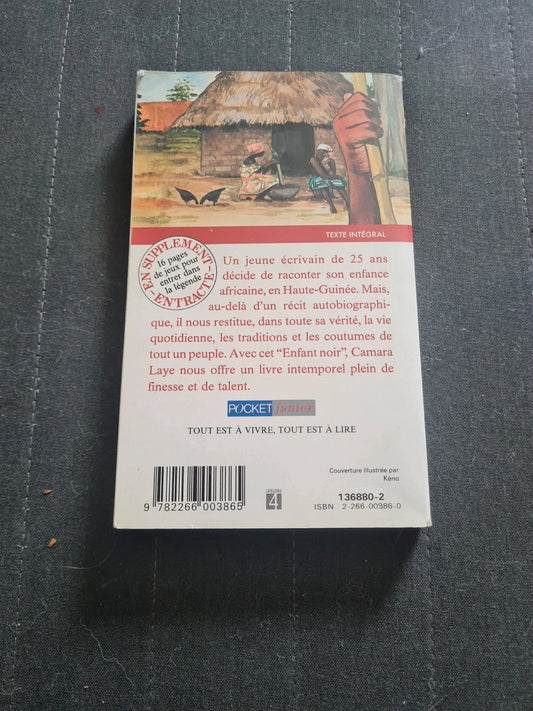 TEXTE INTÉGRAL
EN SUPPLEMENT
16 pages
de jeux pour
entrer dans
la légende
ENTRACTE
Un jeune écrivain de 25 ans
décide de raconter son enfance
africaine, en Haute-Guinée. Mais,
au-delà d'un récit autobiographi-
que, il nous restitue, dans toute sa vérité, la vie
quotidienne, les traditions et les coutumes de
tout un peuple. Avec cet "Enfant noir", Camara
Laye nous offre un livre intemporel plein de
finesse et de talent.
POCKET junior
TOUT EST À VIVRE, TOUT EST À LIRE
Couverture illustrée par
Kéno
CATÉGORIE
4
136880-2
ISBN 2-266-00386-0
9 782266 003865